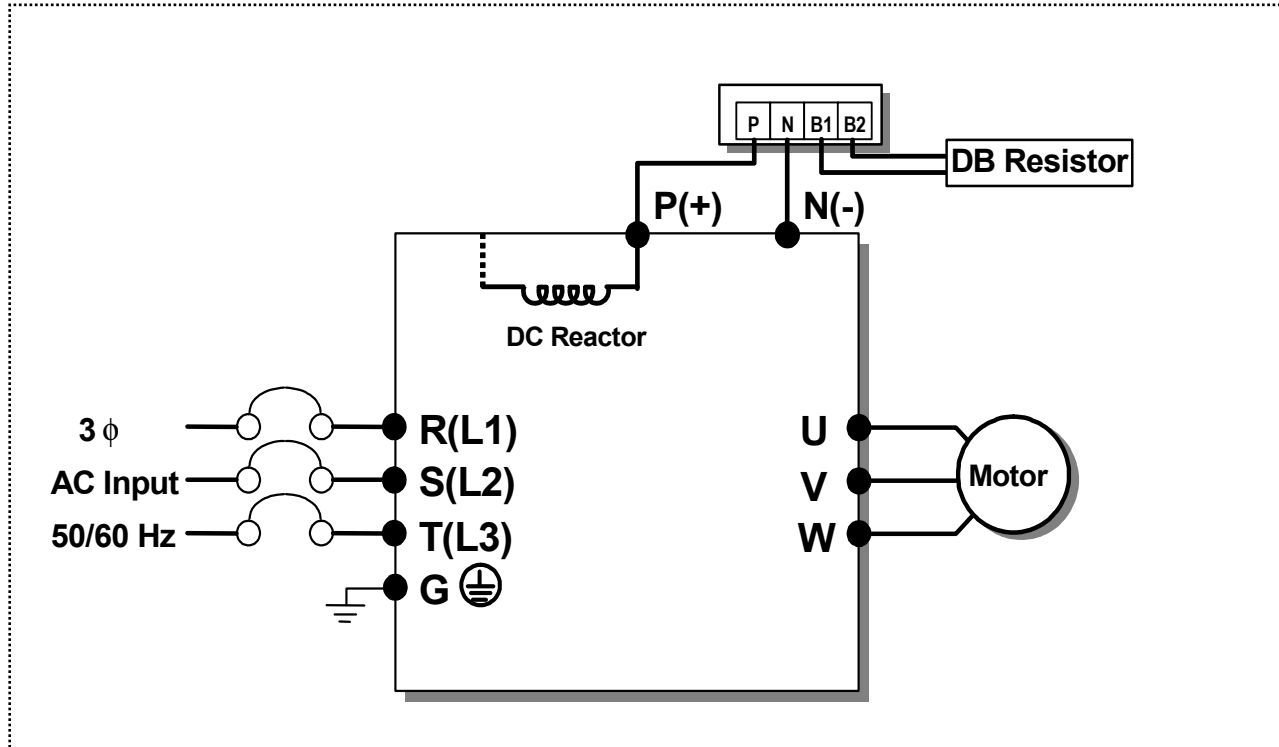 P N B1 B2
DB Resistor
P(+) N(-)
DC Reactor
3 ϕ
R(L1)
U
AC Input
S(L2)
V
Motor
50/60 Hz
T(L3)
W
G